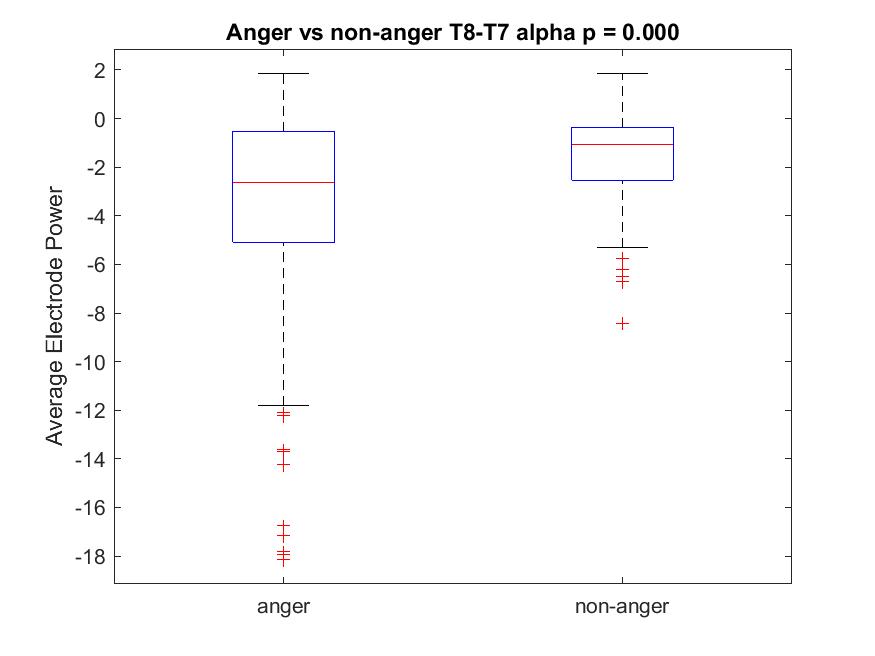 Anger vs non-anger T8-T7 alpha p = 0.000
Average Electrode Power
2
0
-2
-4
-6
-8
-10
-12
-14
-16
-18
anger
non-anger